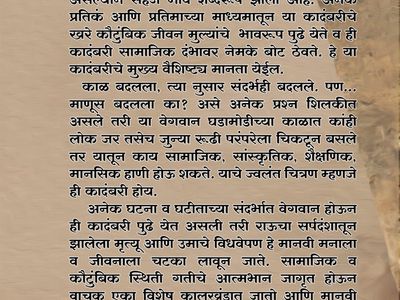 प्रतिकं आणि प्रतिमाच्या माध्यमातून या कादंबरीचे
खरे कौटुंबिक जीवन मुल्यांचे भावरूप पुढे येते व ही
कादंबरी सामाजिक दंभावर नेमके बोट ठेवते. हे या
कादंबरीचे मुख्य वैशिष्ट्य मानता येईल.
काळ बदलला, त्या नुसार संदर्भही बदलले. पण...
माणूस बदलला का? असे अनेक प्रश्न शिलकीत
असले तरी या वेगवान घडामोडीच्या काळात कांही
लोक जर तसेच जुन्या रूढी परंपरेला चिकटून बसले
तर यातून काय सामाजिक, सांस्कृतिक, शैक्षणिक,
मानसिक हाणी होऊ शकते. याचे ज्वलंत चित्रण म्हणजे
ही कादंबरी होय.
अनेक घटना व घटीताच्या संदर्भात वेगवान होऊन
ही कादंबरी पुढे येत असली तरी राऊचा सर्पदंशातून
झालेला मृत्यू आणि उमाचे विधवेपण हे मानवी मनाला
व जीवनाला चटका लावून जाते. सामाजिक व
कौटुंबिक स्थिती गतीचे आत्मभान जागृत होऊन
वाचक एका विशेष कालखंडात जातो आणि मानवी